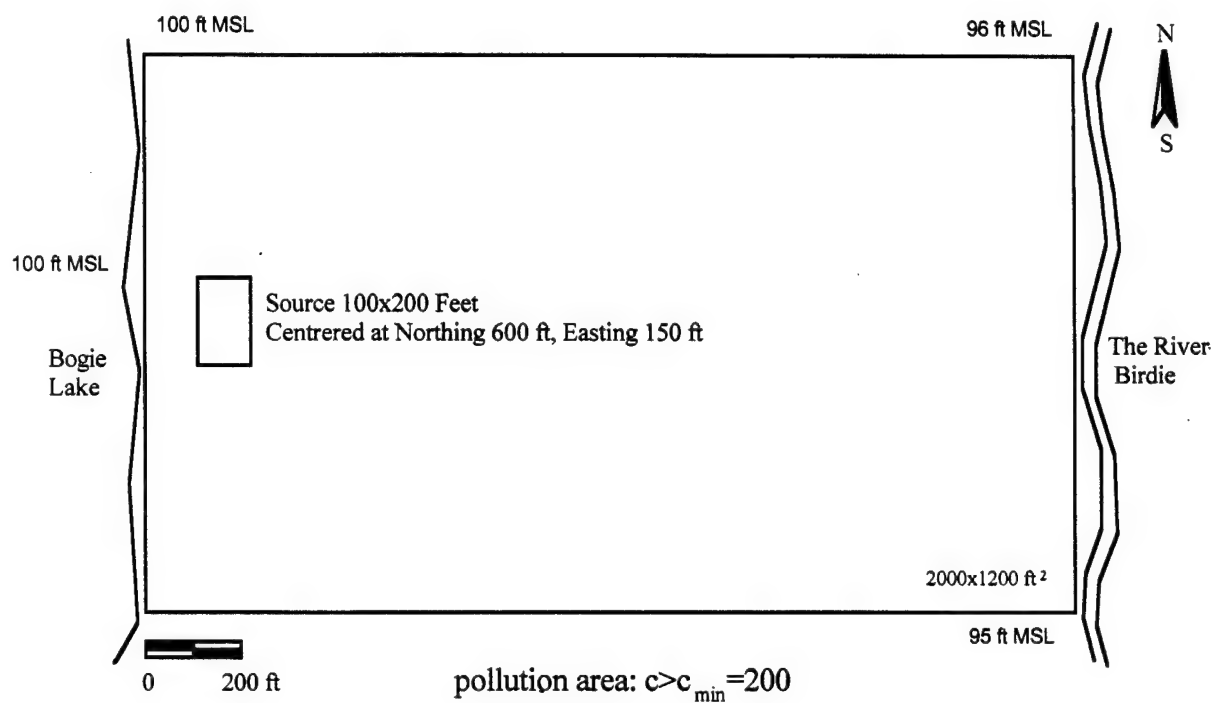 100 ft MSL
96 ft MSL
N
S
100 ft MSL
Source 100x200 Feet
Centrered at Northing 600 ft, Easting 150 ft
Bogie
Lake
The River
Birdie
2000x1200 ft²
95 ft MSL
0 200 ft
pollution area: c>c_min=200